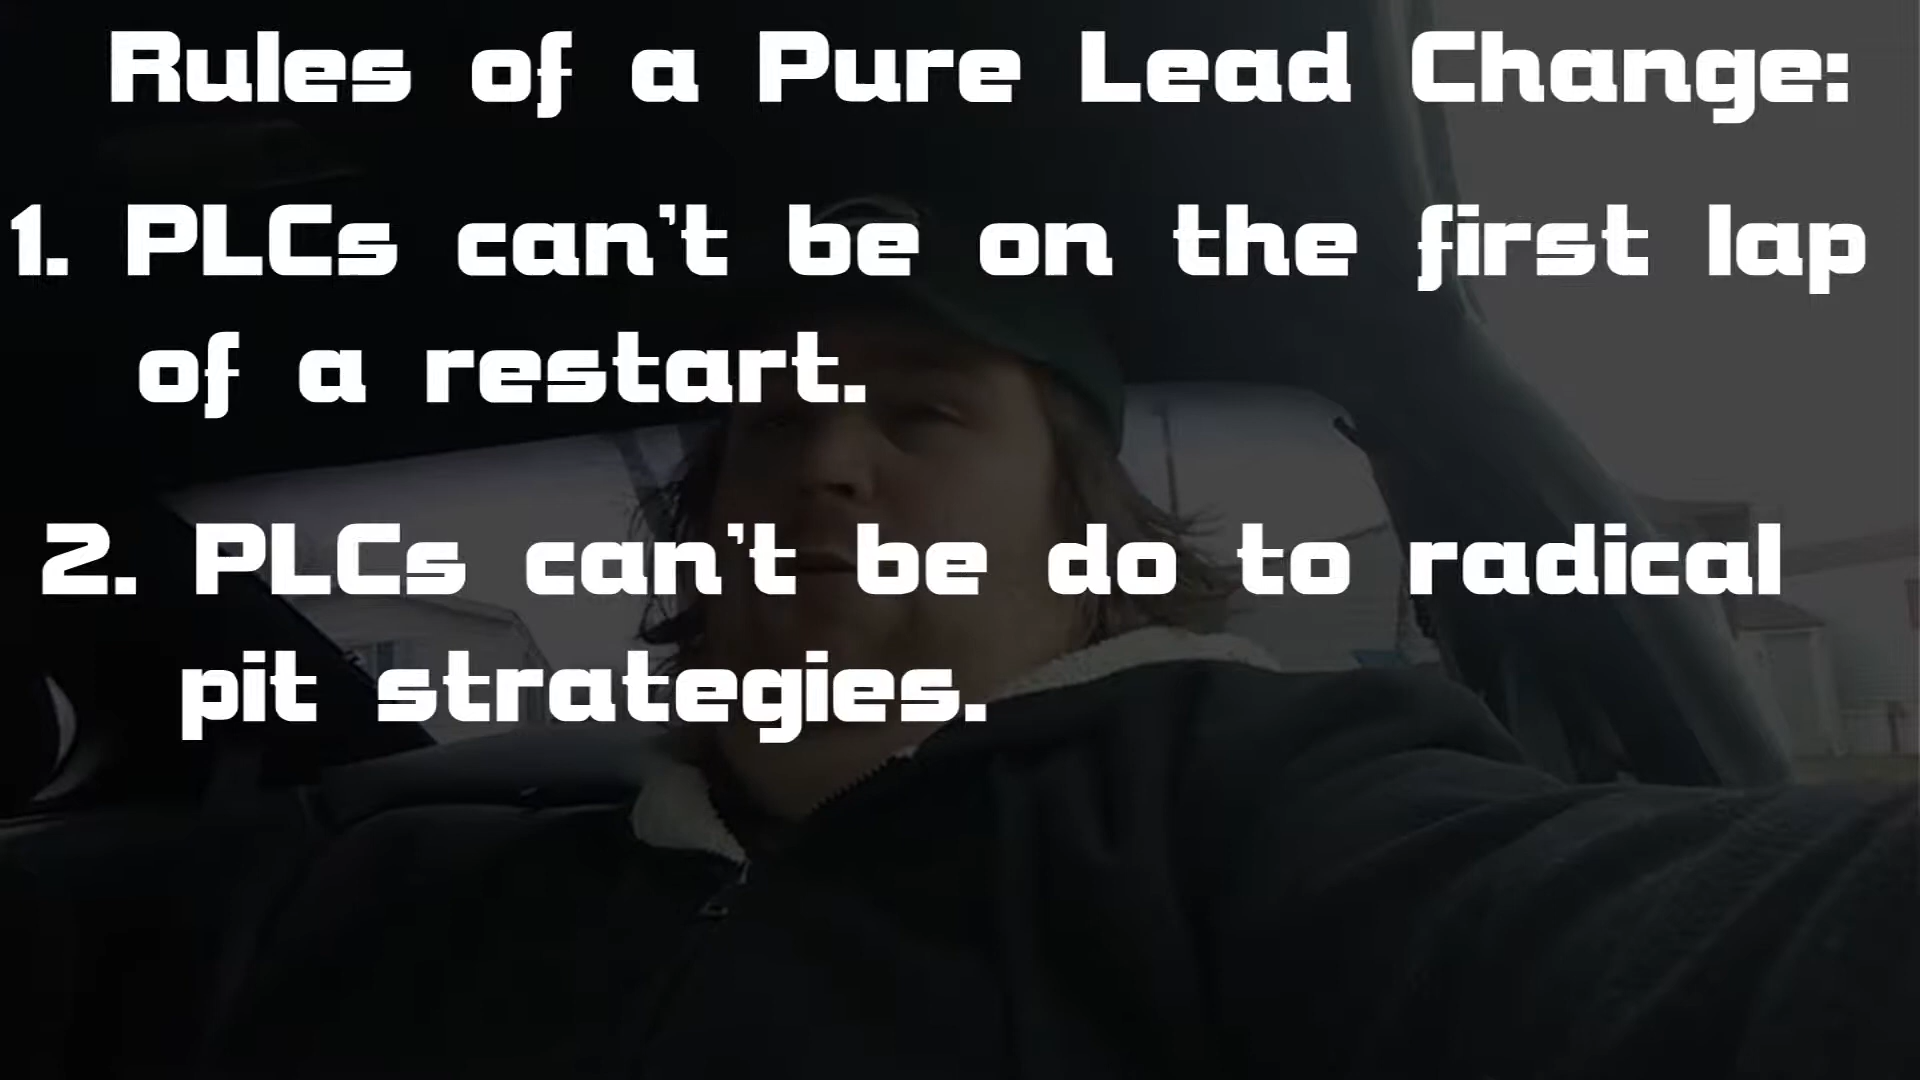 Rules of a Pure Lead Change:
1. PLCs can't be on the first lap
of a restart.
2. PLCs can't be do to radical
pit strategies.